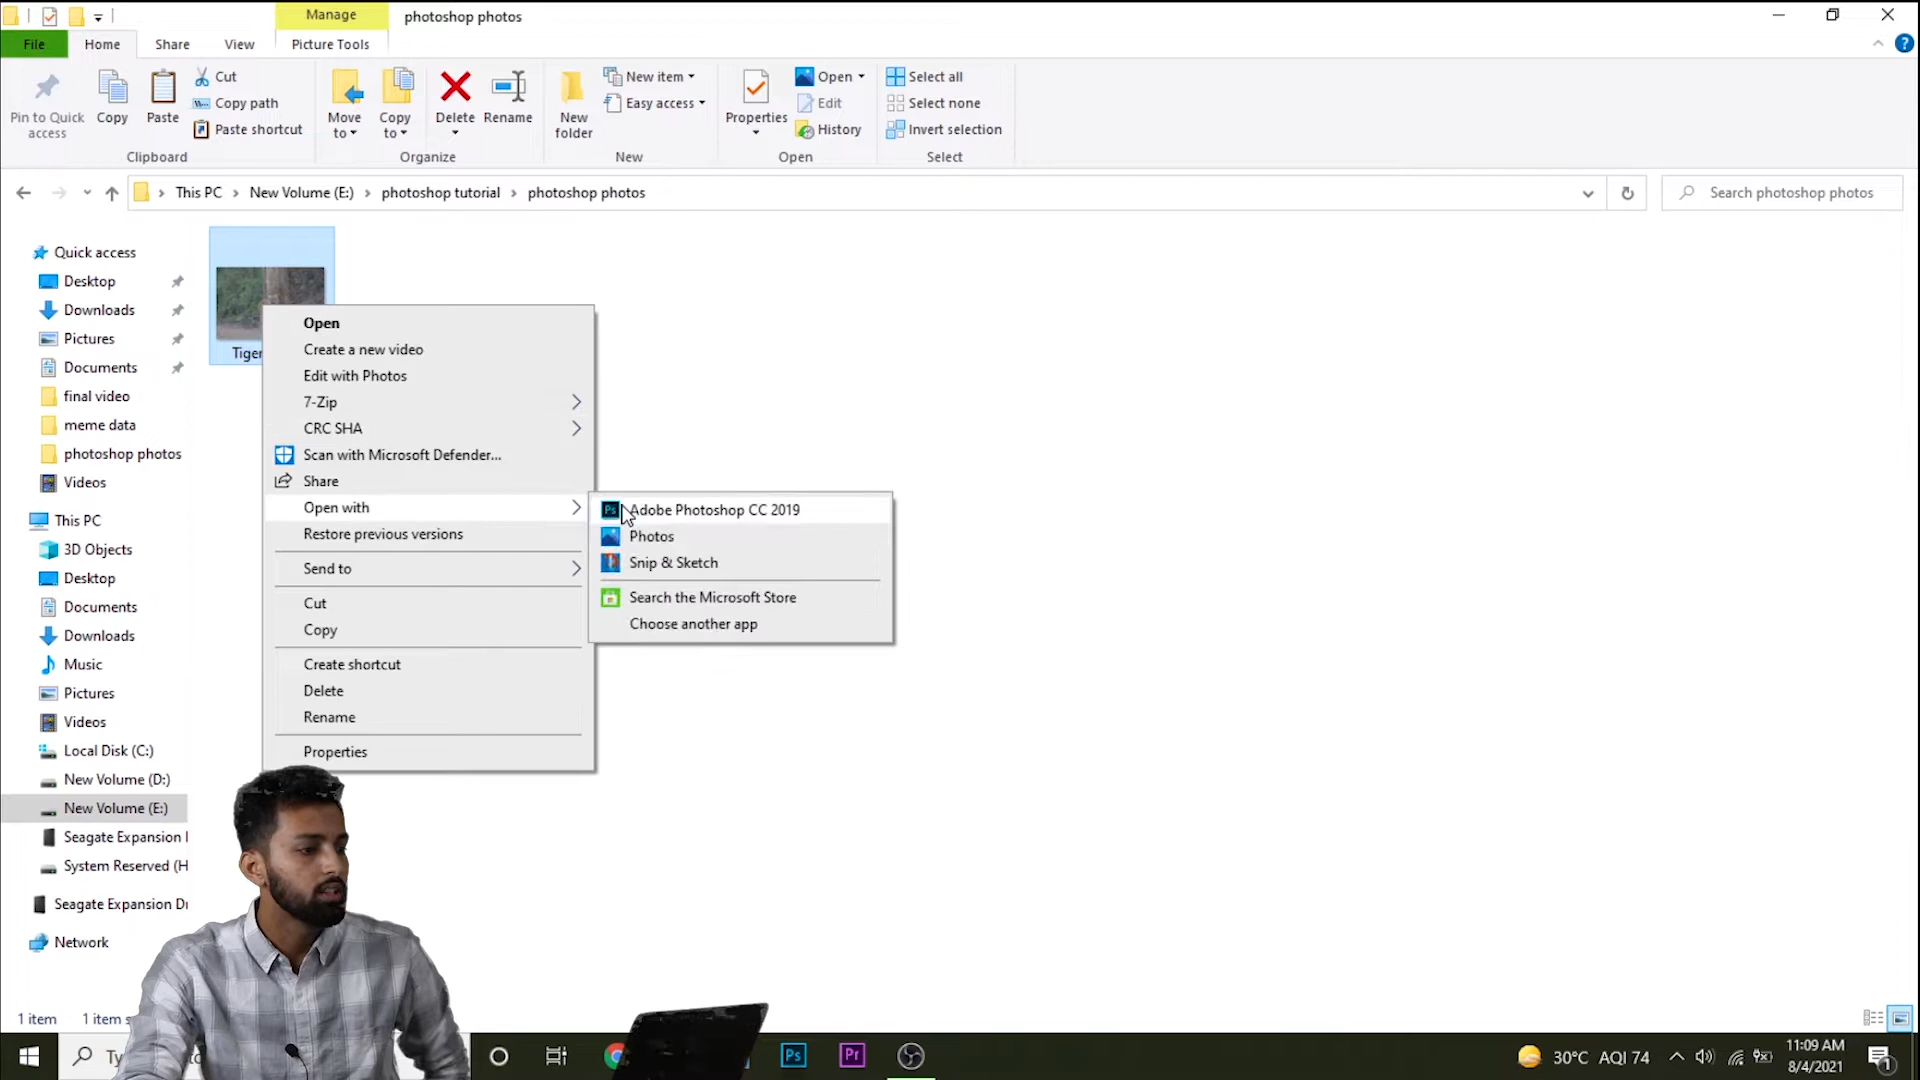 Manage
photoshop photos
File
Home
Share
View
Picture Tools
Pin to Quick access
Copy
Paste
Cut
Copy path
Paste shortcut
Clipboard
Move to
Copy to
Delete
Rename
Organize
New folder
New item
Easy access
New
Properties
Open
Edit
History
Open
Select all
Select none
Invert selection
Select
This PC
New Volume (E:)
photoshop tutorial
photoshop photos
Search photoshop photos
Quick access
Desktop
Downloads
Pictures
Documents
final video
meme data
photoshop photos
Videos
This PC
3D Objects
Desktop
Documents
Downloads
Music
Pictures
Videos
Local Disk (C:)
New Volume (D:)
New Volume (E:)
Seagate Expansion
System Reserved (H
Seagate Expansion
Network
Tiger
Open
Create a new video
Edit with Photos
7-Zip
CRC SHA
Scan with Microsoft Defender...
Share
Open with
Restore previous versions
Send to
Cut
Copy
Create shortcut
Delete
Rename
Properties
Ps Adobe Photoshop CC 2019
Photos
Snip & Sketch
Search the Microsoft Store
Choose another app
1 item
1 item
Ps
Pr
30°C AQI 74
11:09 AM
8/4/2021
1